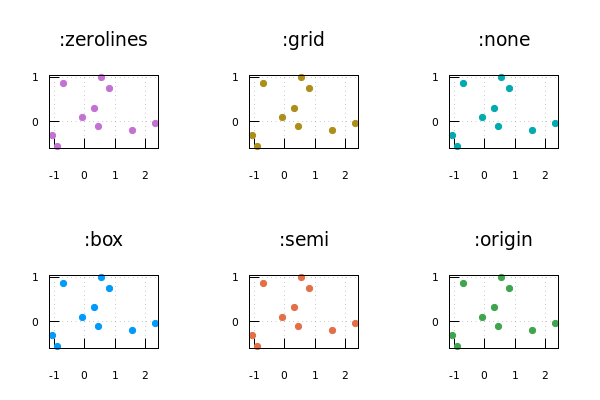 :zerolines :grid :none
1 1 1
0 0 0
-1 0 1 2 -1 0 1 2 -1 0 1 2
:box :semi :origin
1 1 1
0 0 0
-1 0 1 2 -1 0 1 2 -1 0 1 2